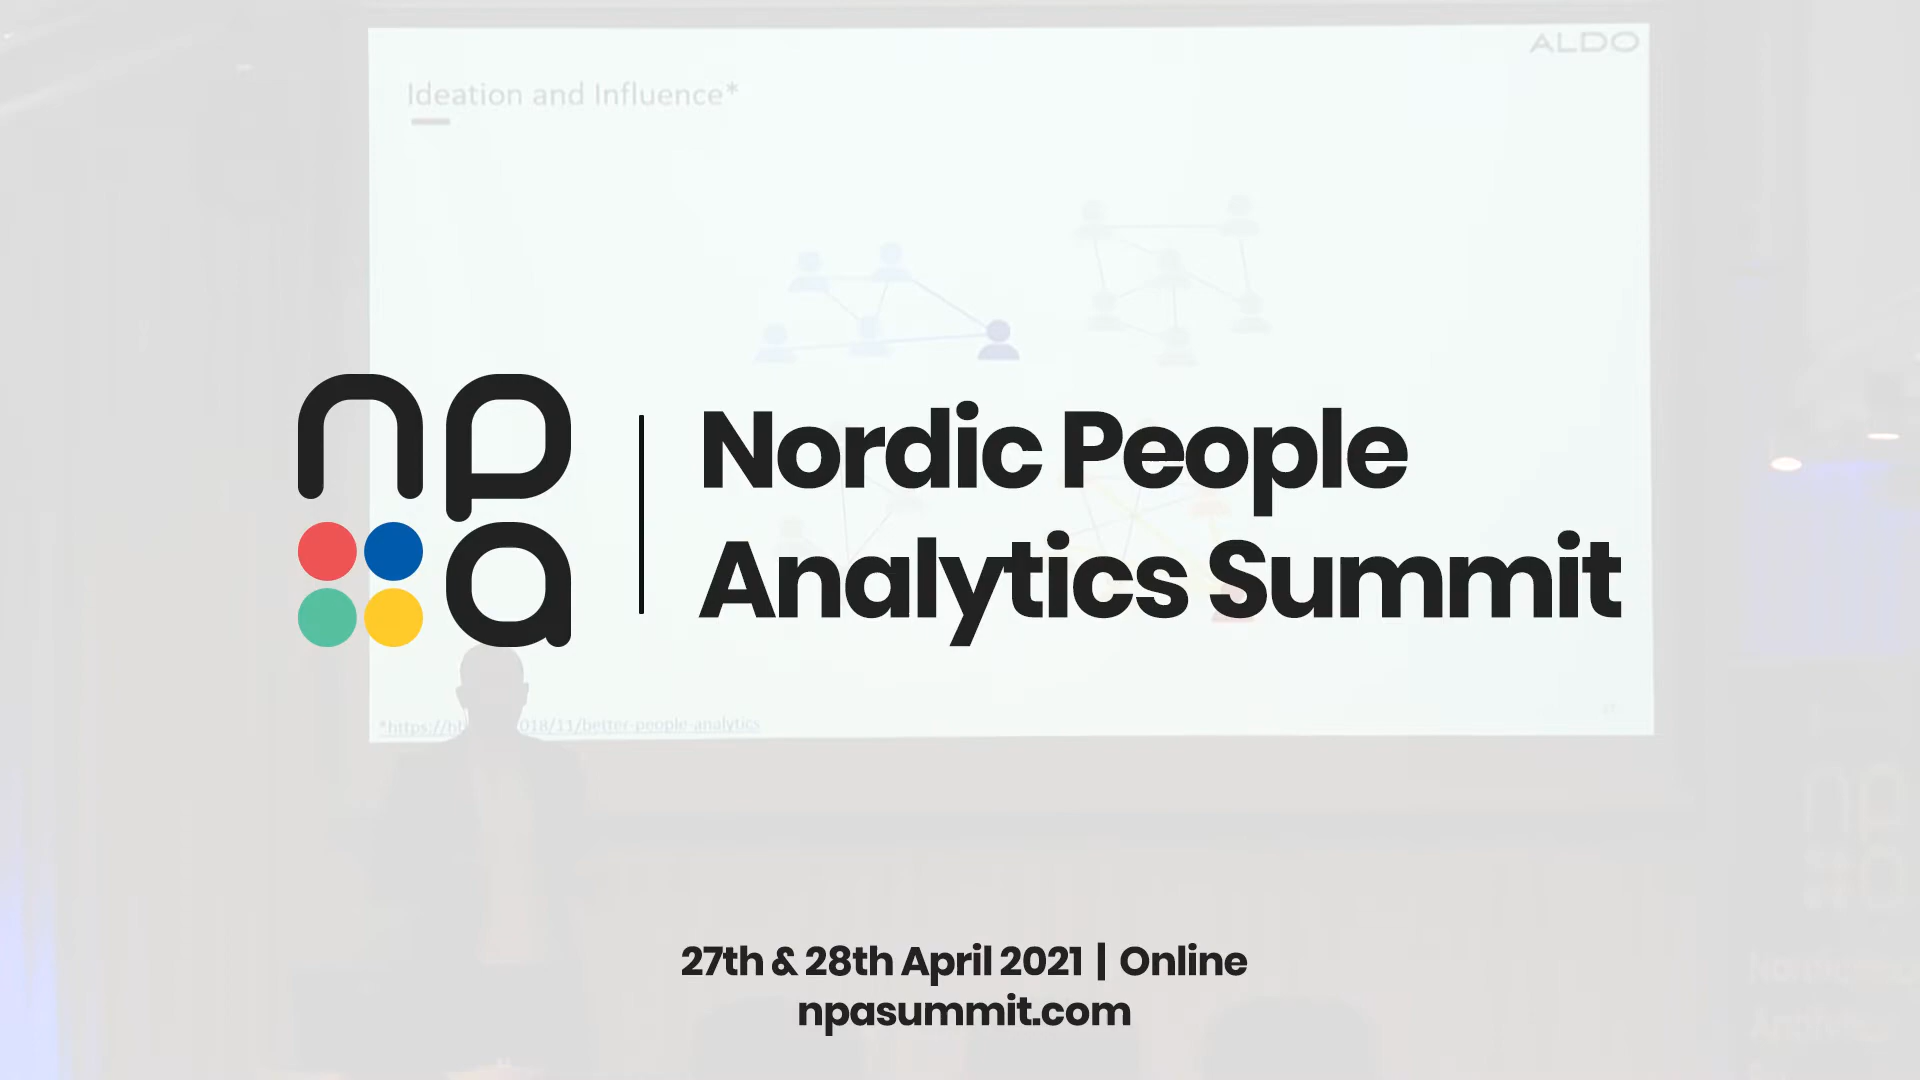 ALDO
Ideation and Influence*
npa
Nordic People
Analytics Summit
018/11/better-people-analytics
27th & 28th April 2021 | Online
npasummit.com